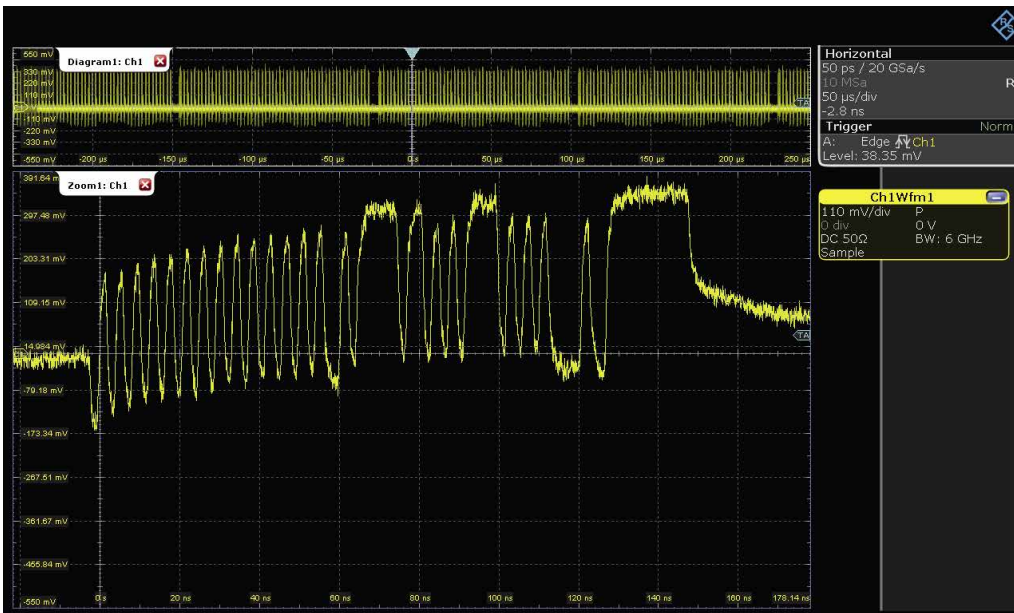 R&S
550 mV
Diagram1: Ch1
330 mV
220 mV
110 mV
0 V
-110 mV
-220 mV
-330 mV
-550 mV
-200 µs
-150 µs
-100 µs
-50 µs
0 s
50 µs
100 µs
150 µs
200 µs
250 µs
TA
Horizontal
50 ps / 20 GSa/s
10 MSa
R
50 µs/div
-2.8 ns
Trigger
Norm
A: Edge Ch1
Level: 38.35 mV
391.64 mV
Zoom1: Ch1
297.48 mV
203.31 mV
109.15 mV
14.984 mV
-79.18 mV
-173.34 mV
-267.51 mV
-361.67 mV
-455.84 mV
-550 mV
TA
0 s
20 ns
40 ns
60 ns
80 ns
100 ns
120 ns
140 ns
160 ns
178.14 ns
Ch1Wfm1
110 mV/div P
0 div 0 V
DC 50Ω BW: 6 GHz
Sample